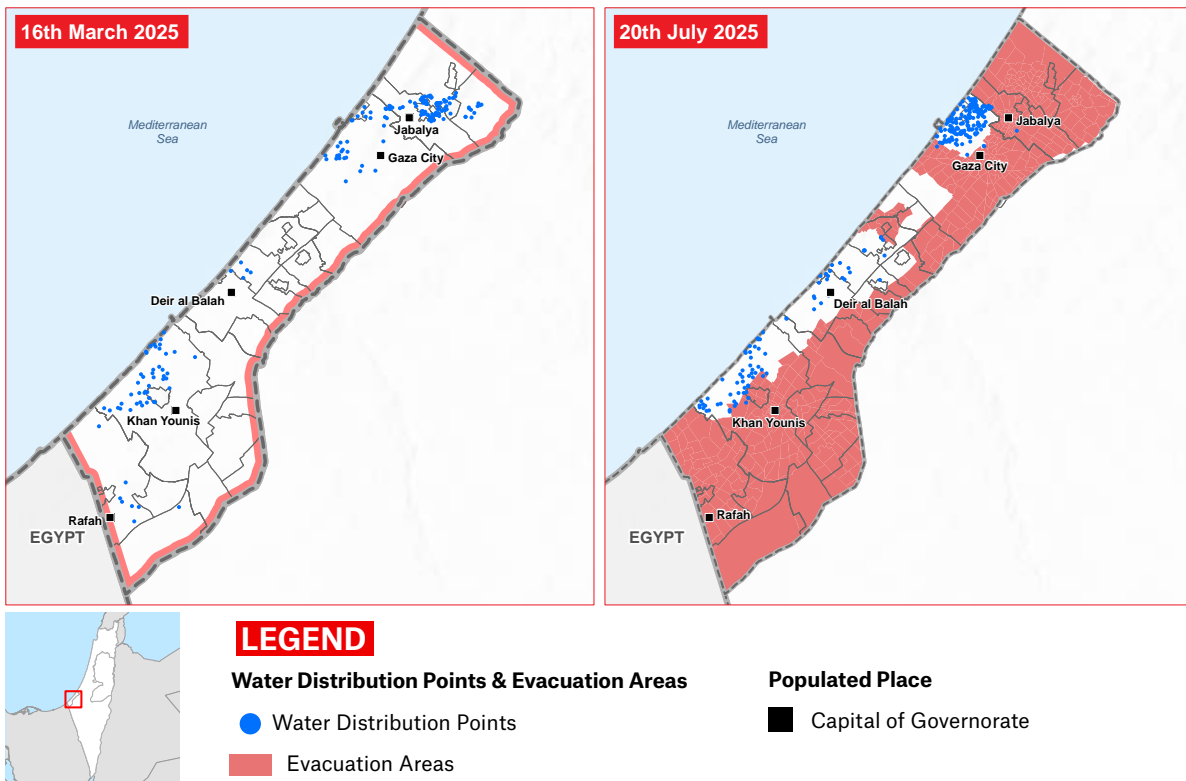 16th March 2025
Mediterranean
Sea
Jabalya
Gaza City
Deir al Balah
Khan Younis
Rafah
EGYPT
20th July 2025
Mediterranean
Sea
Jabalya
Gaza City
Deir al Balah
Khan Younis
Rafah
EGYPT
LEGEND
Water Distribution Points & Evacuation Areas
Water Distribution Points
Evacuation Areas
Populated Place
Capital of Governorate